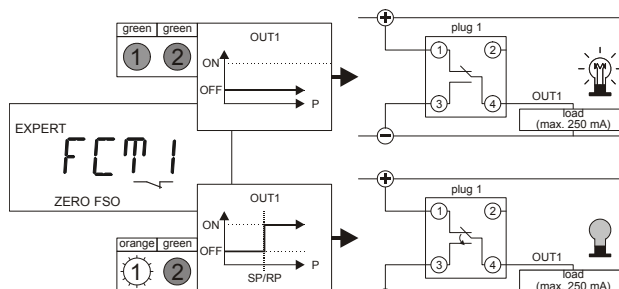 green green
1 2
OUT1
ON
OFF
P
plug 1
1 2
3 4
OUT1
load
(max. 250 mA)
EXPERT
FCT1
ZERO FSO
orange green
1 2
OUT1
ON
OFF
P
SP/RP
plug 1
1 2
3 4
OUT1
load
(max. 250 mA)